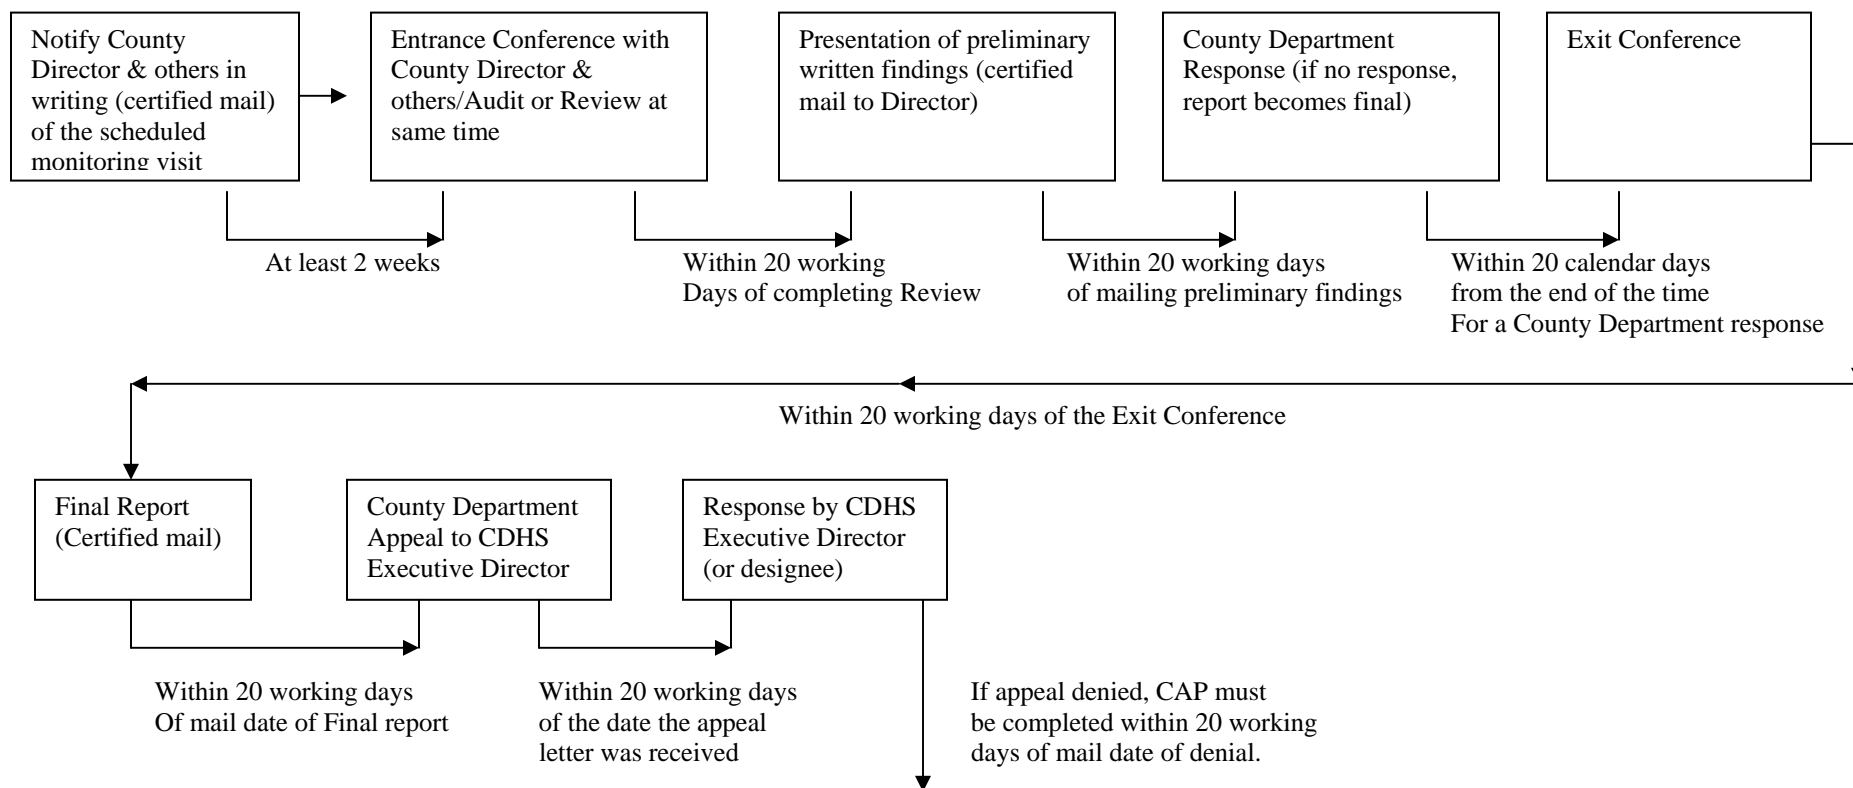 Notify County
Director & others in
writing (certified mail)
of the scheduled
monitoring visit
Entrance Conference with
County Director &
others/Audit or Review at
same time
Presentation of preliminary
written findings (certified
mail to Director)
County Department
Response (if no response,
report becomes final)
Exit Conference
At least 2 weeks
Within 20 working
Days of completing Review
Within 20 working days
of mailing preliminary findings
Within 20 calendar days
from the end of the time
For a County Department response
Within 20 working days of the Exit Conference
Final Report
(Certified mail)
County Department
Appeal to CDHS
Executive Director
Response by CDHS
Executive Director
(or designee)
Within 20 working days
Of mail date of Final report
Within 20 working days
of the date the appeal
letter was received
If appeal denied, CAP must
be completed within 20 working
days of mail date of denial.